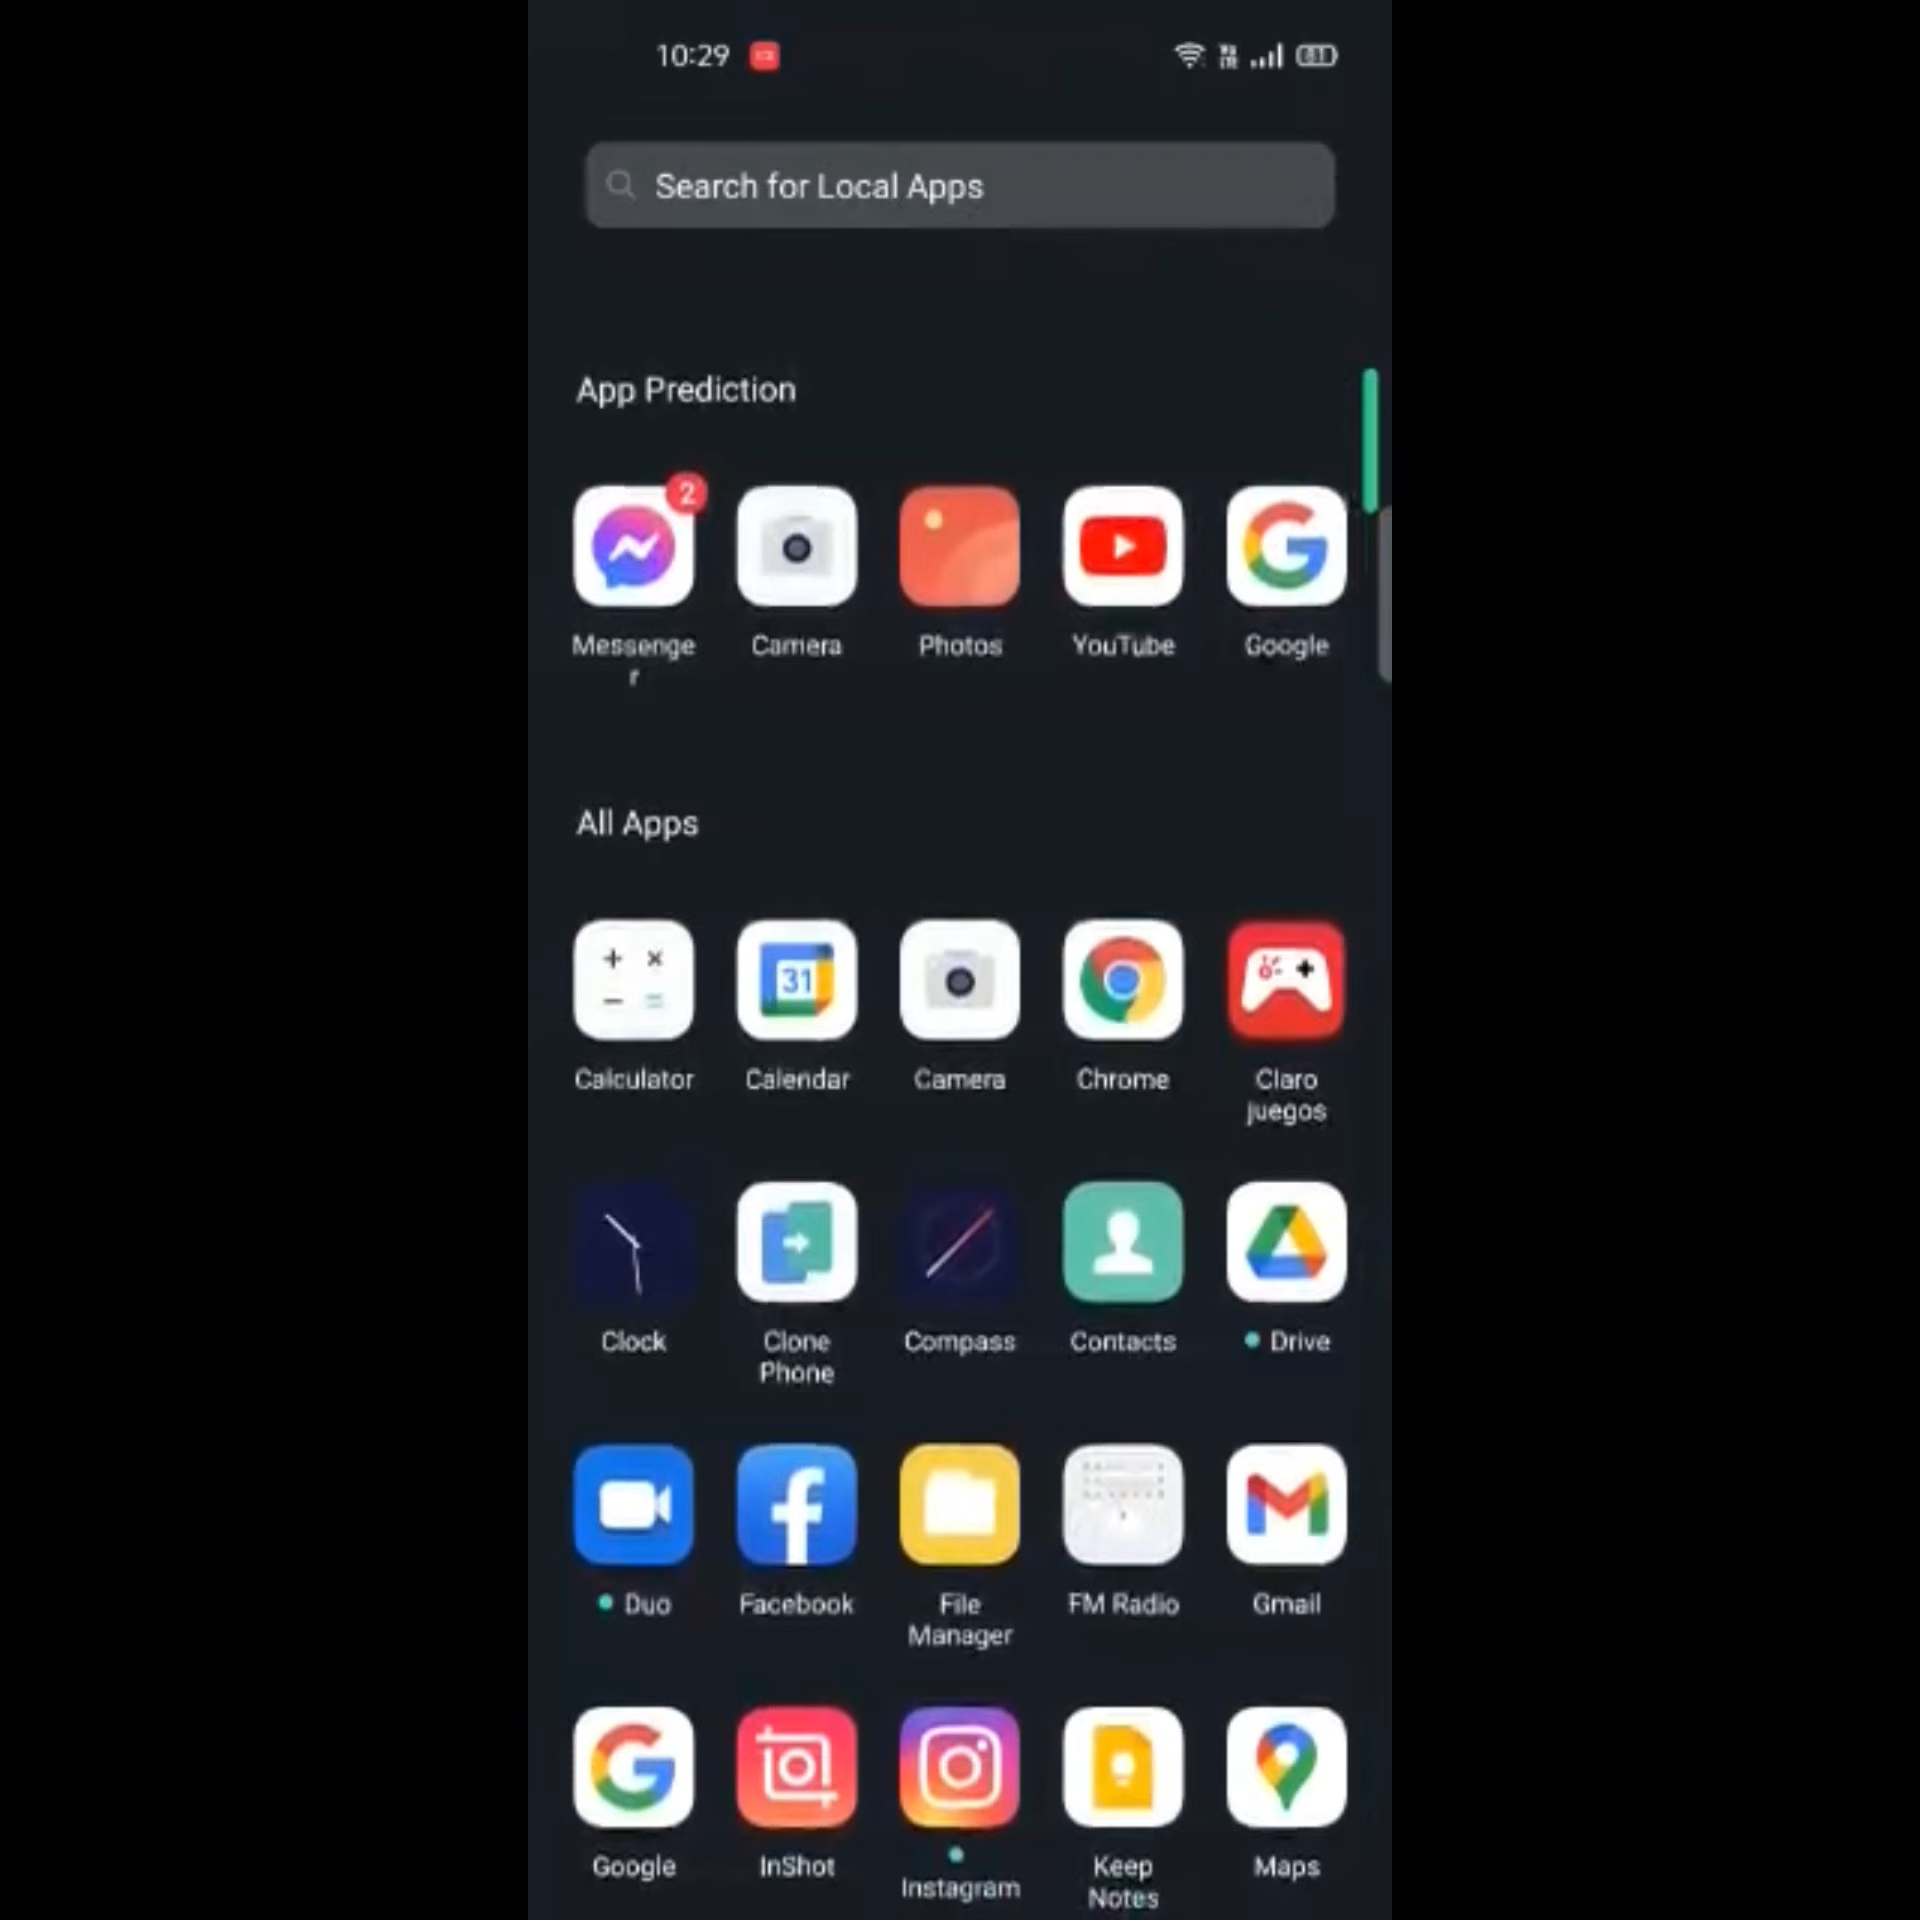 10:29
81
Search for Local Apps
App Prediction
2
Messenge
r
Camera
Photos
YouTube
Google
All Apps
31
Calculator
Calendar
Camera
Chrome
Claro
juegos
Clock
Clone
Phone
Compass
Contacts
Drive
Duo
Facebook
File
Manager
FM Radio
Gmail
Google
InShot
Instagram
Keep
Notes
Maps